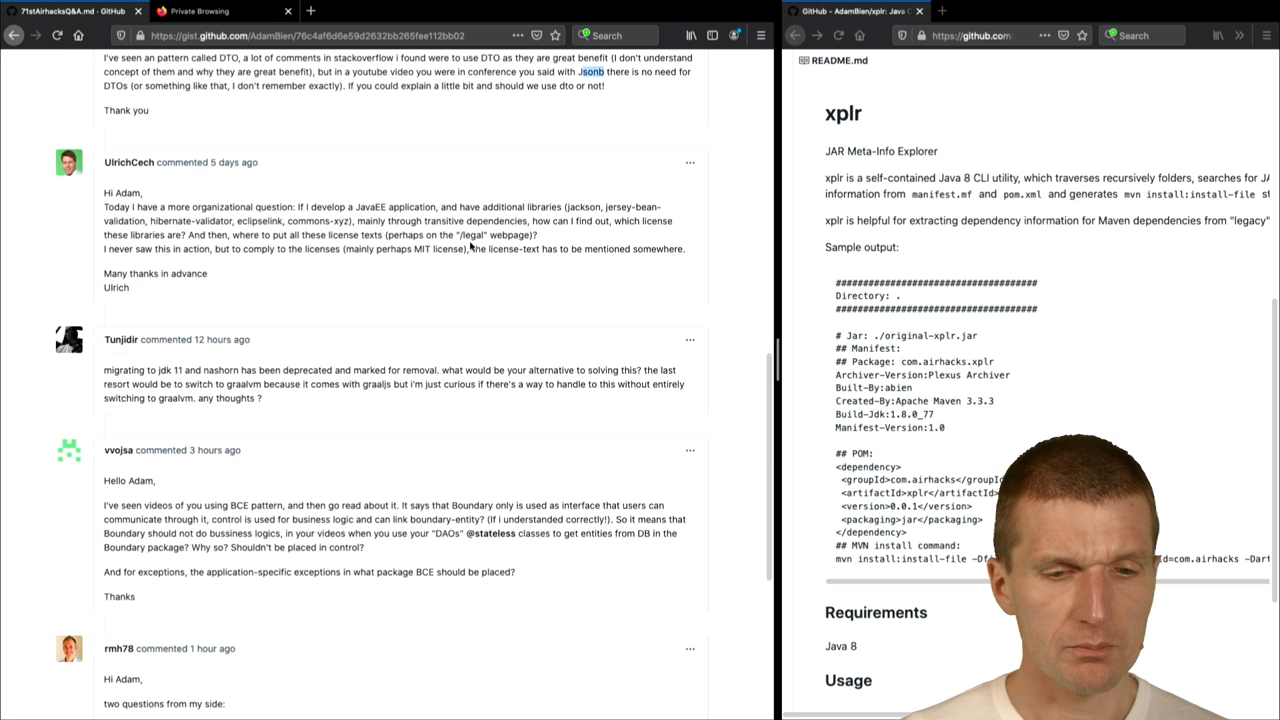 71stAirhacksQ&A.md · GitHub
Private Browsing
https://gist.github.com/AdamBien/76c4af6d6e59d2632bb265fee112bb02
Search
I've seen an pattern called DTO, a lot of comments in stackoverflow i found were to use DTO as they are great benefit (I don't understand
concept of them and why they are great benefit), but in a youtube video you were in conference you said with Jsonb there is no need for
DTOs (or something like that, I don't remember exactly). If you could explain a little bit and should we use dto or not!
Thank you
UlrichCech commented 5 days ago
Hi Adam,
Today I have a more organizational question: If I develop a JavaEE application, and have additional libraries (jackson, jersey-bean-
validation, hibernate-validator, eclipselink, commons-xyz), mainly through transitive dependencies, how can I find out, which license
these libraries are? And then, where to put all these license texts (perhaps on the "/legal" webpage)?
I never saw this in action, but to comply to the licenses (mainly perhaps MIT license), the license-text has to be mentioned somewhere.
Many thanks in advance
Ulrich
Tunjidir commented 12 hours ago
migrating to jdk 11 and nashorn has been deprecated and marked for removal. what would be your alternative to solving this? the last
resort would be to switch to graalvm because it comes with graaljs but i'm just curious if there's a way to handle to this without entirely
switching to graalvm. any thoughts ?
vvojsa commented 3 hours ago
Hello Adam,
I've seen videos of you using BCE pattern, and then go read about it. It says that Boundary only is used as interface that users can
communicate through it, control is used for business logic and can link boundary-entity? (If i understanded correctly!). So it means that
Boundary should not do bussiness logics, in your videos when you use your "DAOs" @stateless classes to get entities from DB in the
Boundary package? Why so? Shouldn't be placed in control?
And for exceptions, the application-specific exceptions in what package BCE should be placed?
Thanks
rmh78 commented 1 hour ago
Hi Adam,
two questions from my side:
GitHub - AdamBien/xplr: Java C
https://github.com
Search
README.md
xplr
JAR Meta-Info Explorer
xplr is a self-contained Java 8 CLI utility, which traverses recursively folders, searches for JA
information from manifest.mf and pom.xml and generates mvn install:install-file st
xplr is helpful for extracting dependency information for Maven dependencies from "legacy"
Sample output:
####################################
Directory: .
####################################
# Jar: ./original-xplr.jar
## Manifest:
## Package: com.airhacks.xplr
Archiver-Version:Plexus Archiver
Built-By:abien
Created-By:Apache Maven 3.3.3
Build-Jdk:1.8.0_77
Manifest-Version:1.0
## POM:
<dependency>
<groupId>com.airhacks</groupId
<artifactId>xplr</artifactId>
<version>0.0.1</version>
<packaging>jar</packaging>
</dependency>
## MVN install command:
mvn install:install-file -Dfi
Id=com.airhacks -Dart
Requirements
Java 8
Usage